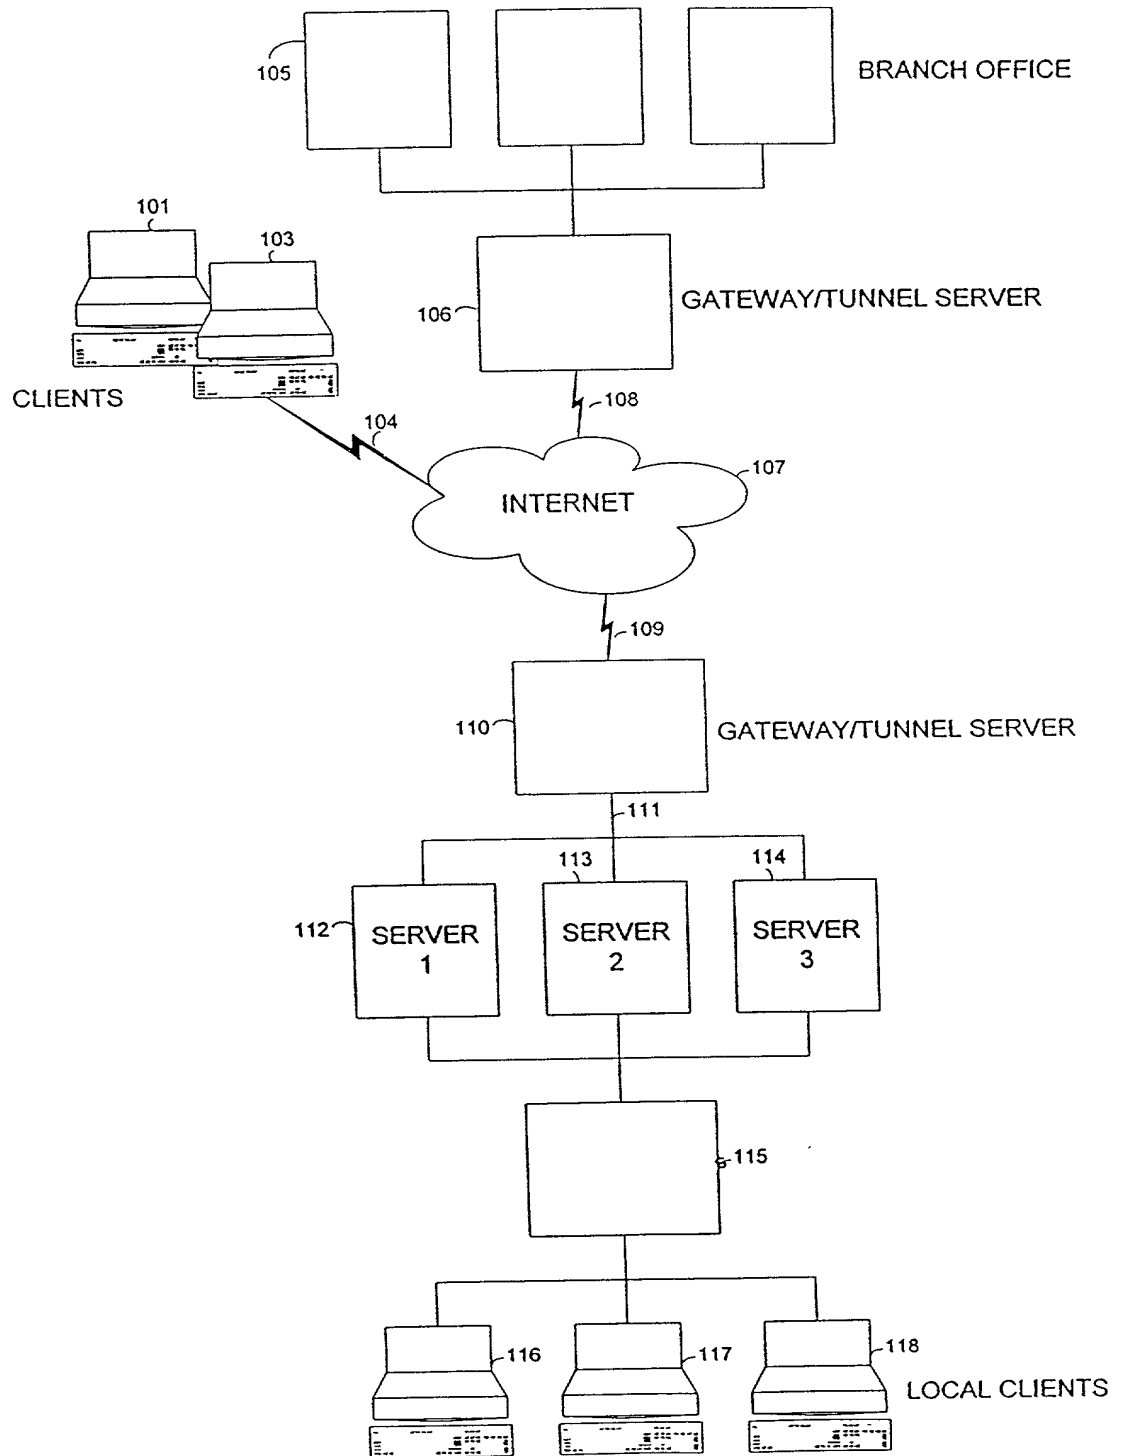 105
BRANCH OFFICE
101
103
106
GATEWAY/TUNNEL SERVER
CLIENTS
108
104
107
INTERNET
109
110
GATEWAY/TUNNEL SERVER
111
113
114
112
SERVER
1
SERVER
2
SERVER
3
115
116
117
118
LOCAL CLIENTS